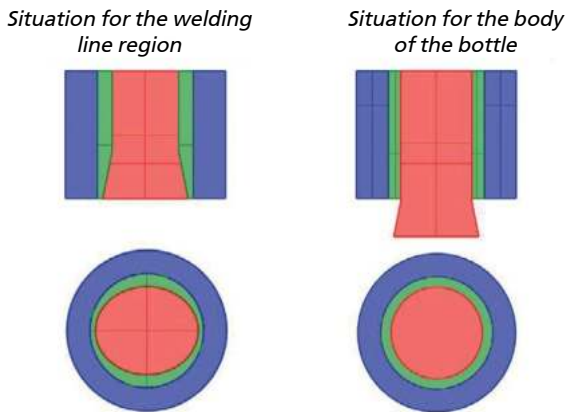 Situation for the welding
line region
Situation for the body
of the bottle